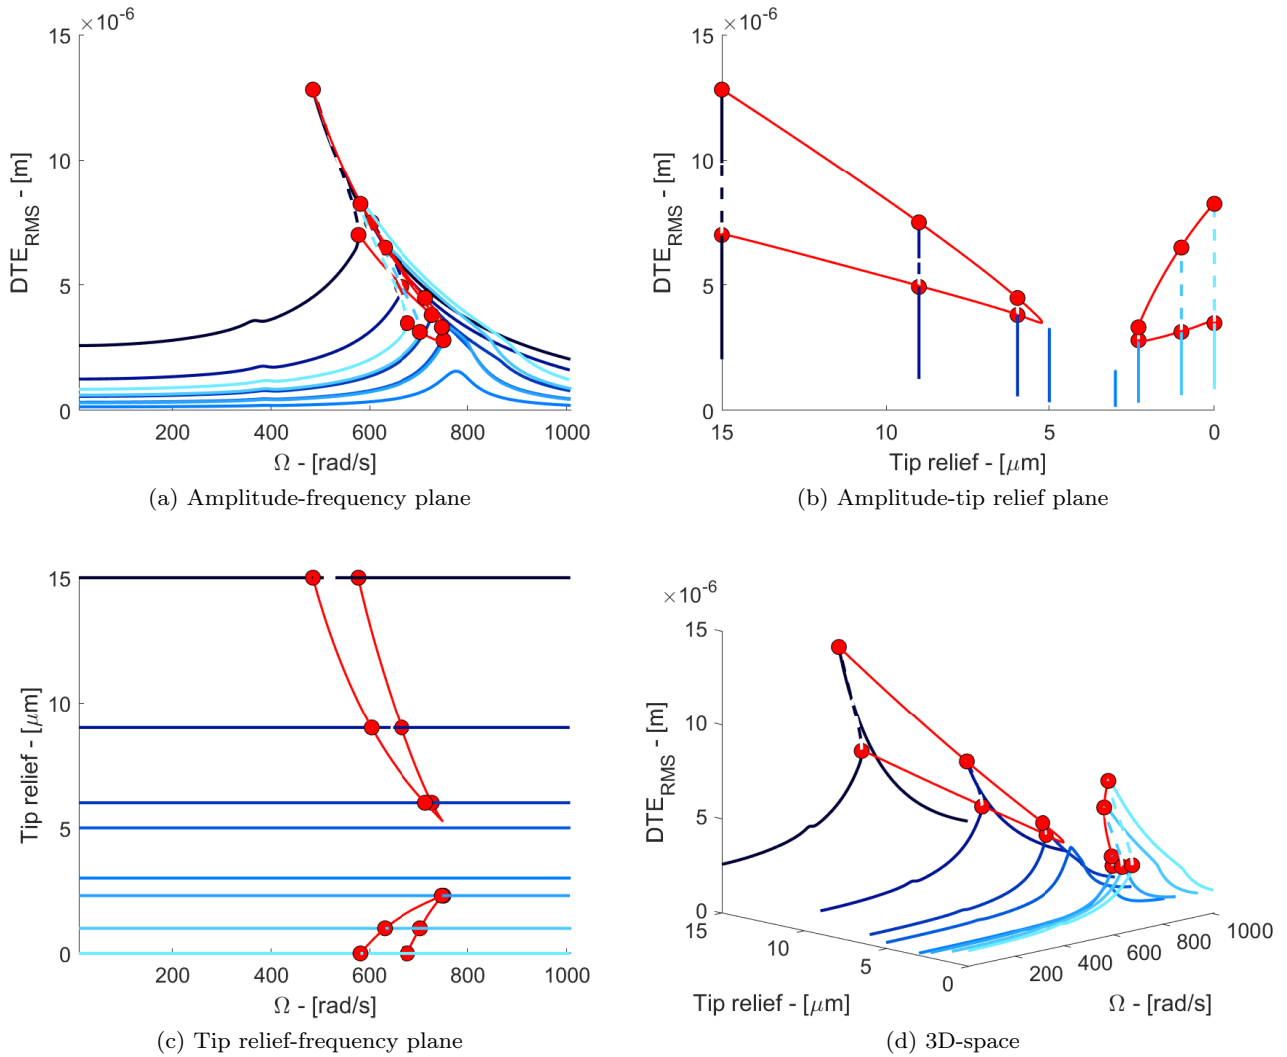 ×10⁻⁶
15
10
5
0
DTE_RMS - [m]
200 400 600 800 1000
Ω - [rad/s]
(a) Amplitude-frequency plane
×10⁻⁶
15
10
5
0
DTE_RMS - [m]
15 10 5 0
Tip relief - [μm]
(b) Amplitude-tip relief plane
15
10
5
0
Tip relief - [μm]
200 400 600 800 1000
Ω - [rad/s]
(c) Tip relief-frequency plane
×10⁻⁶
15
10
5
0
DTE_RMS - [m]
15 10 5 0
Tip relief - [μm]
200 400 600 800 1000
Ω - [rad/s]
(d) 3D-space